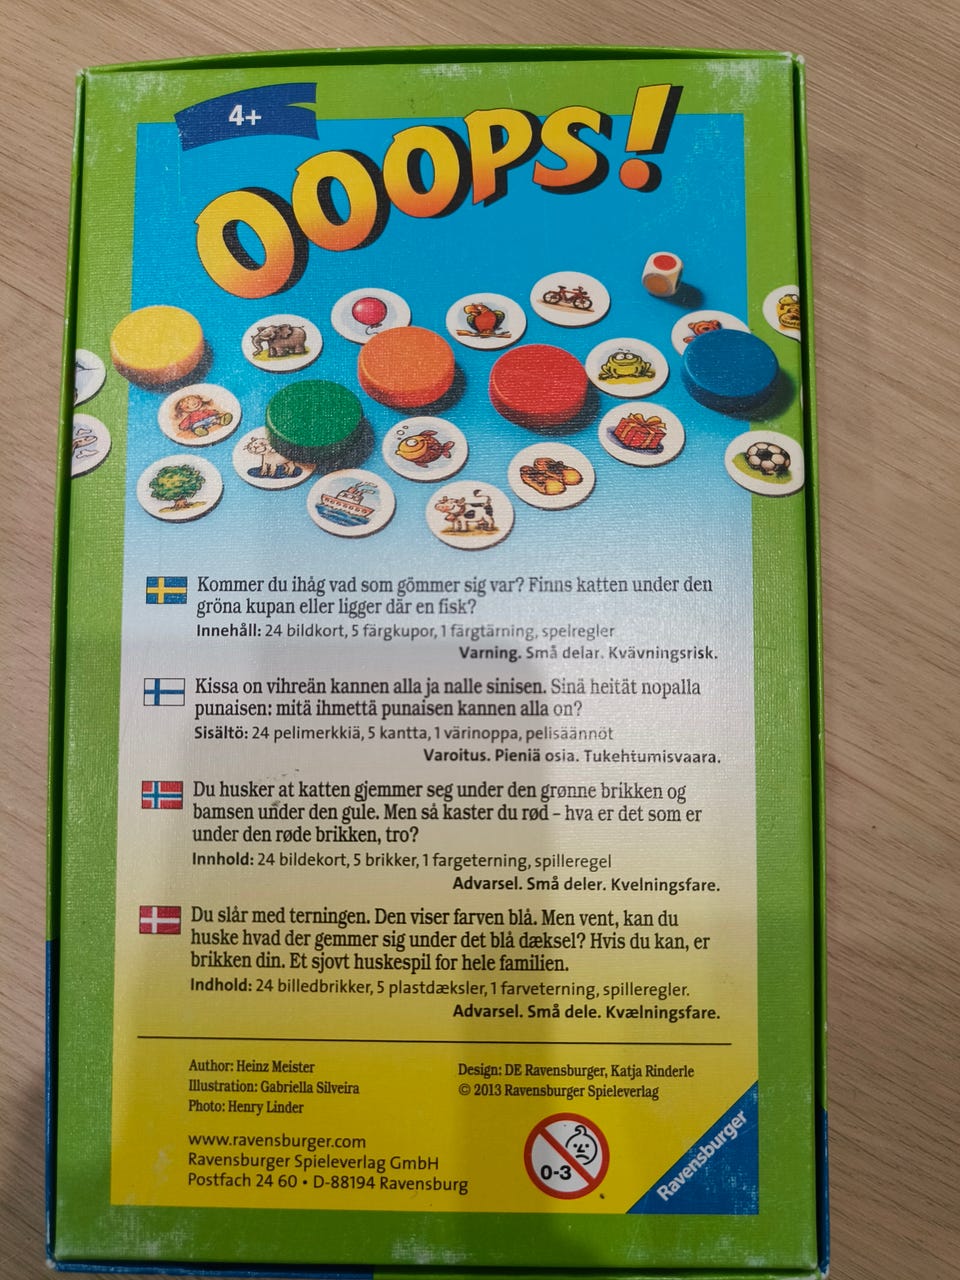 4+
OOOPS!
Kommer du ihåg vad som gömmer sig var? Finns katten under den
gröna kupan eller ligger där en fisk?
Innehåll: 24 bildkort, 5 färgkupor, 1 färgtärning, spelregler
Varning. Små delar. Kvävningsrisk.
Kissa on vihreän kannen alla ja nalle sinisen. Sinä heität nopalla
punaisen: mitä ihmettä punaisen kannen alla on?
Sisältö: 24 pelimerkkiä, 5 kantta, 1 värinoppa, pelisäännöt
Varoitus. Pieniä osia. Tukehtumisvaara.
Du husker at katten gjemmer seg under den grønne brikken og
bamsen under den gule. Men så kaster du rød – hva er det som er
under den røde brikken, tro?
Innhold: 24 bildekort, 5 brikker, 1 fargeterning, spilleregel
Advarsel. Små deler. Kvelningsfare.
Du slår med terningen. Den viser farven blå. Men vent, kan du
huske hvad der gemmer sig under det blå dæksel? Hvis du kan, er
brikken din. Et sjovt huskespil for hele familien.
Indhold: 24 billedbrikker, 5 plastdæksler, 1 farveterning, spilleregler.
Advarsel. Små dele. Kvælningsfare.
Author: Heinz Meister
Illustration: Gabriella Silveira
Photo: Henry Linder
Design: DE Ravensburger, Katja Rinderle
© 2013 Ravensburger Spieleverlag
www.ravensburger.com
Ravensburger Spieleverlag GmbH
Postfach 24 60 • D-88194 Ravensburg
0-3
Ravensburger